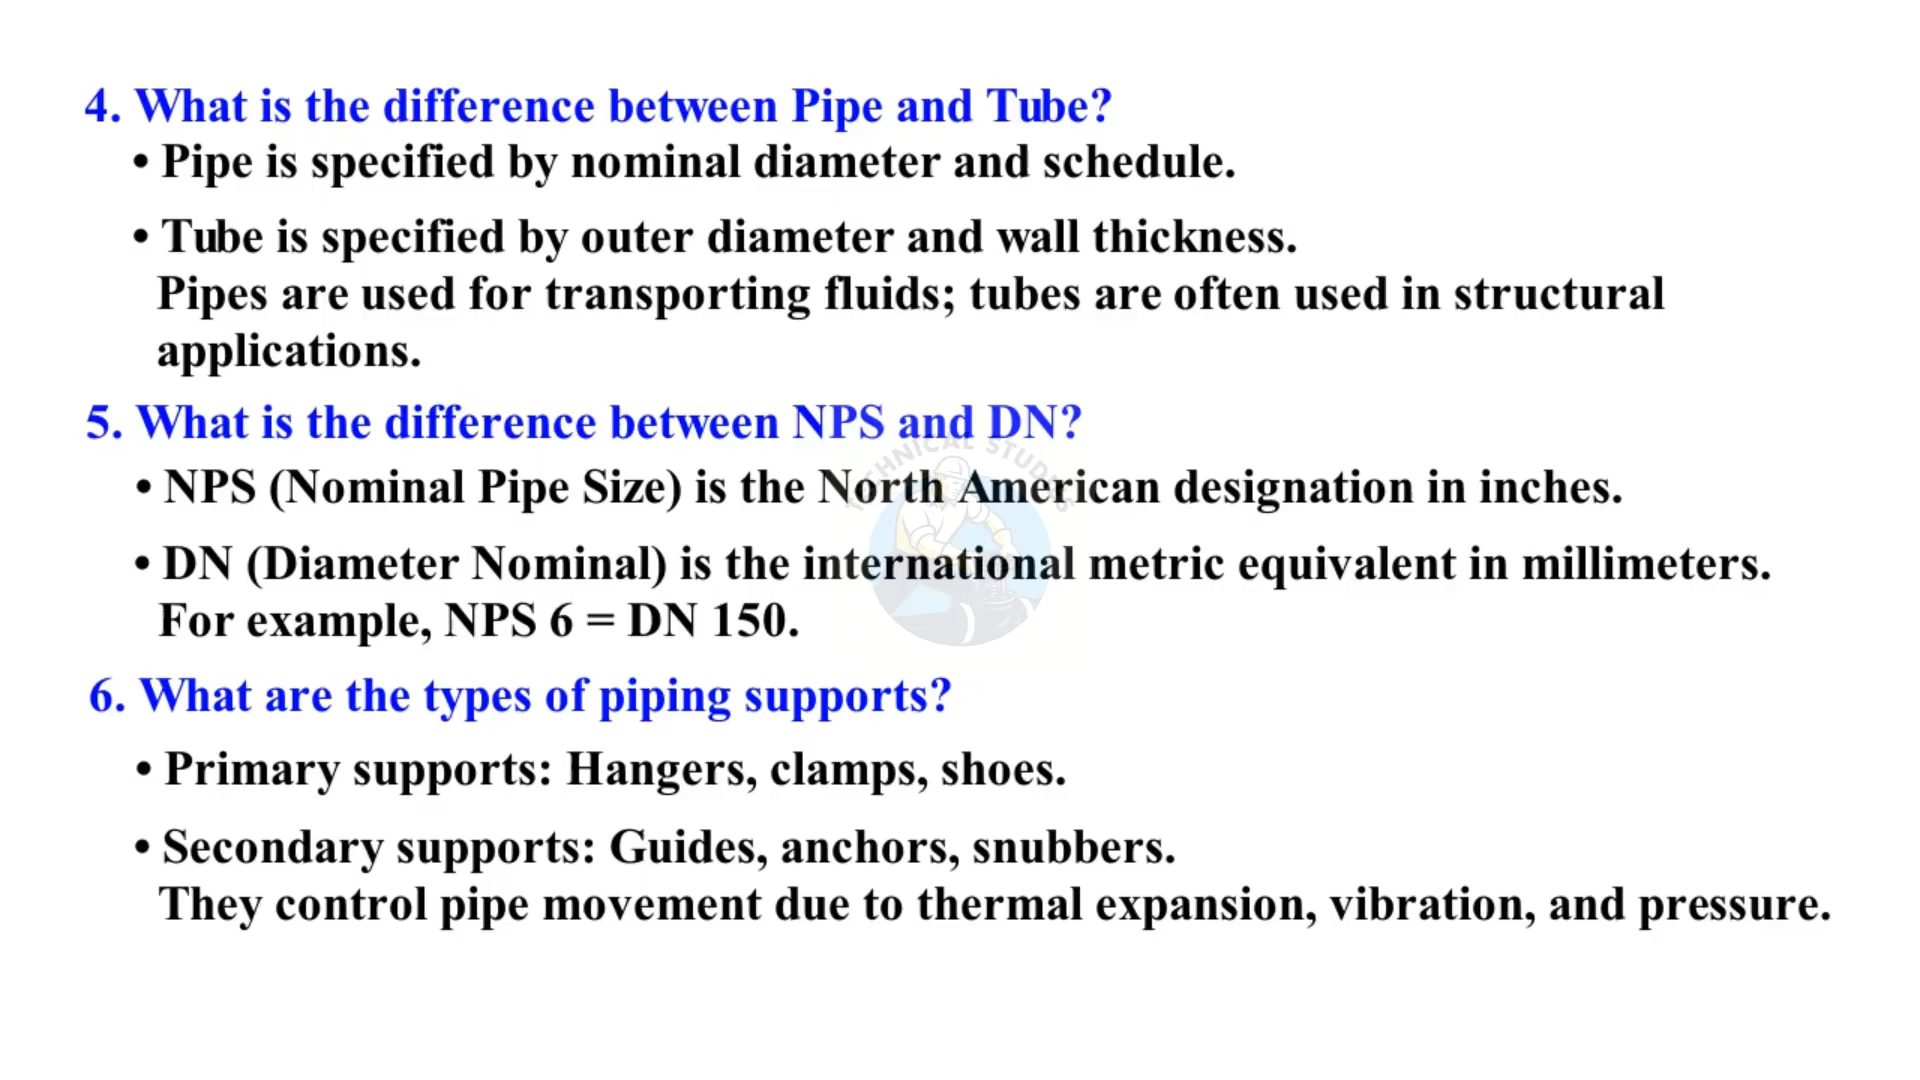 4. What is the difference between Pipe and Tube?
• Pipe is specified by nominal diameter and schedule.
• Tube is specified by outer diameter and wall thickness.
Pipes are used for transporting fluids; tubes are often used in structural
applications.
5. What is the difference between NPS and DN?
TECHNICAL STUDIES
• NPS (Nominal Pipe Size) is the North American designation in inches.
• DN (Diameter Nominal) is the international metric equivalent in millimeters.
For example, NPS 6 = DN 150.
6. What are the types of piping supports?
• Primary supports: Hangers, clamps, shoes.
• Secondary supports: Guides, anchors, snubbers.
They control pipe movement due to thermal expansion, vibration, and pressure.